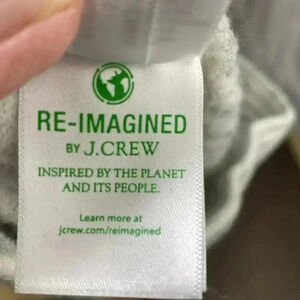 RE-IMAGINED
BY J.CREW
INSPIRED BY THE PLANET
AND ITS PEOPLE.
Learn more at
jcrew.com/reimagined